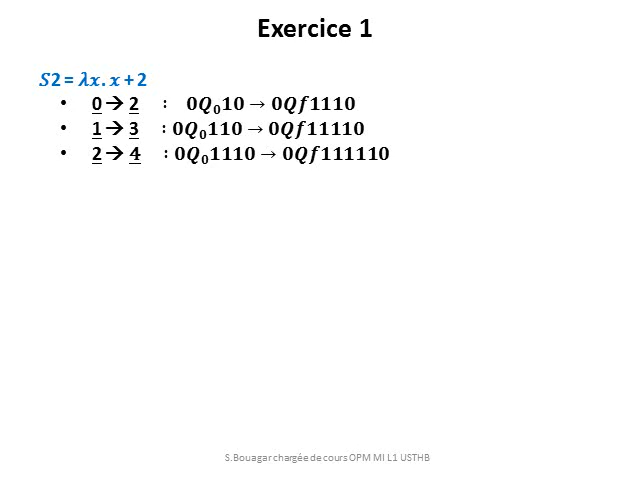 Exercice 1
S2 = λx. x + 2
• 0 → 2 : 0Q₀10 → 0Qf1110
• 1 → 3 : 0Q₀110 → 0Qf11110
• 2 → 4 : 0Q₀1110 → 0Qf111110
S.Bouagar chargée de cours OPM MI L1 USTHB